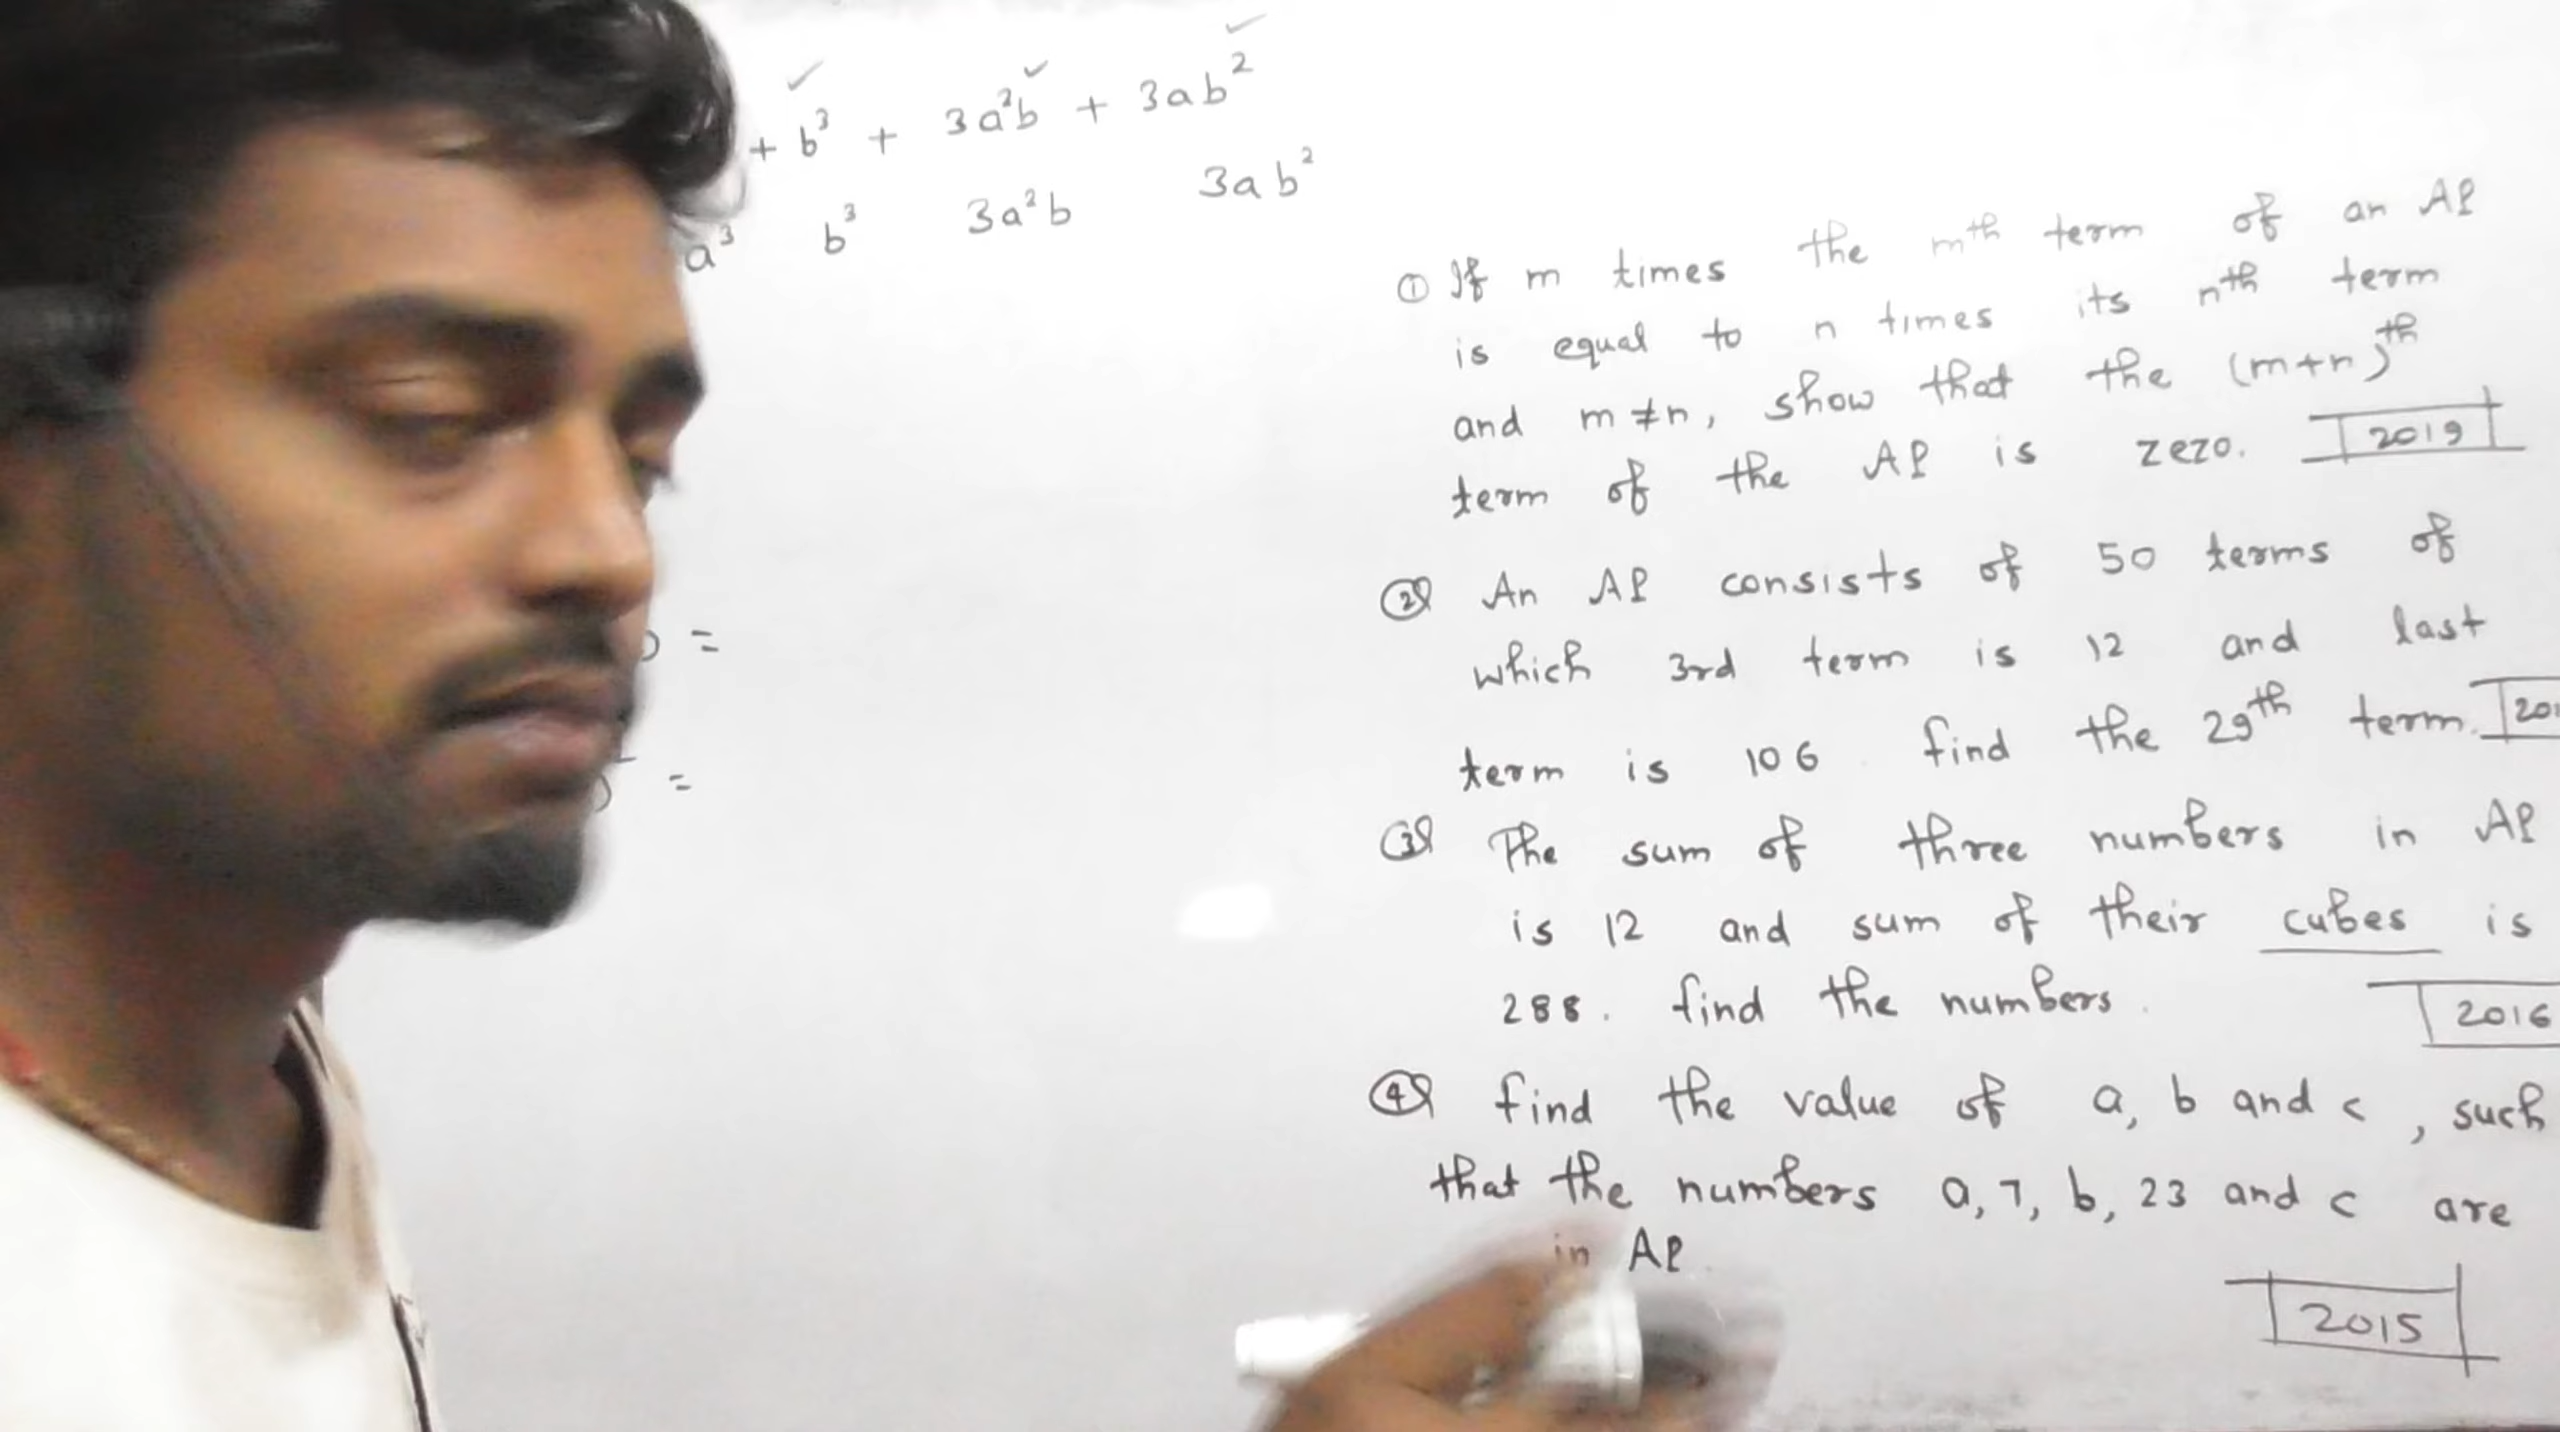 + b³ + 3a²b + 3ab²
a³ b³ 3a²b 3ab²
=
=
① If m times the mth term of an AP
is equal to n times its nth term
and m ≠ n, show that the (m+n)th
term of the AP is zezo. 2019
② An AP consists of 50 terms of
which 3rd term is 12 and last
term is 106 find the 29th term.
③ The sum of three numbers in AP
is 12 and sum of their cubes is
288. find the numbers.
2016
④ find the value of a, b and c, such
that the numbers a, 7, b, 23 and c are
in AP
2015